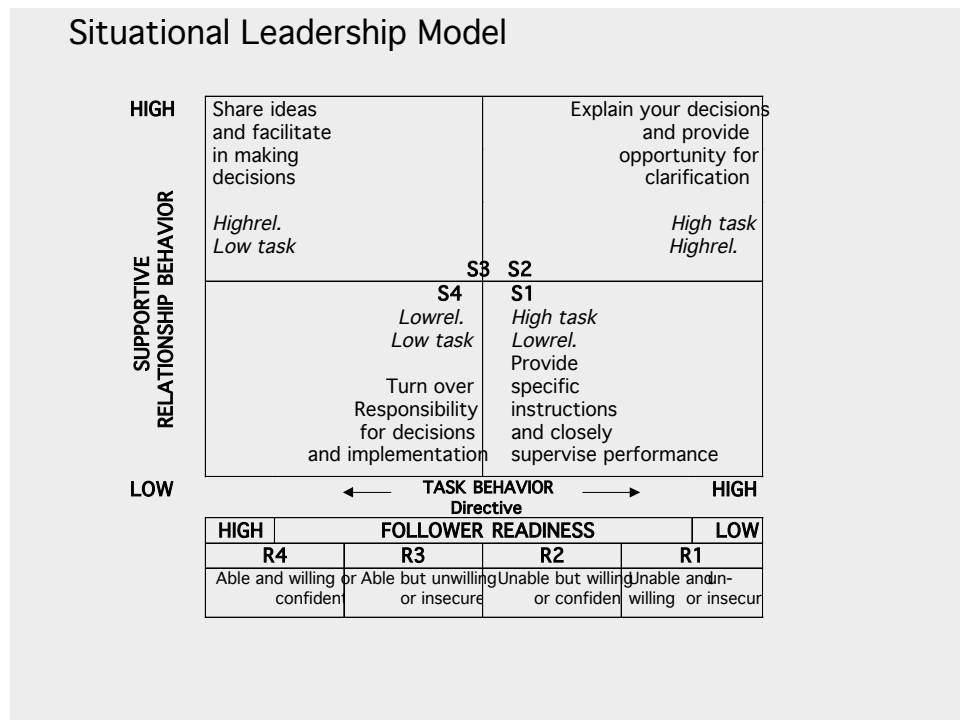 Situational Leadership Model
HIGH
Share ideas
and facilitate
in making
decisions
Highrel.
Low task
S3
Explain your decisions
and provide
opportunity for
clarification
High task
Highrel.
S2
SUPPORTIVE
RELATIONSHIP BEHAVIOR
S4
Lowrel.
Low task
Turn over
Responsibility
for decisions
and implementation
S1
High task
Lowrel.
Provide
specific
instructions
and closely
supervise performance
LOW
TASK BEHAVIOR
Directive
HIGH
HIGH
FOLLOWER READINESS
LOW
R4
R3
R2
R1
Able and willing or
confident
Able but unwilling
or insecure
Unable but willing
or confiden
Unable and un-
willing or insecur